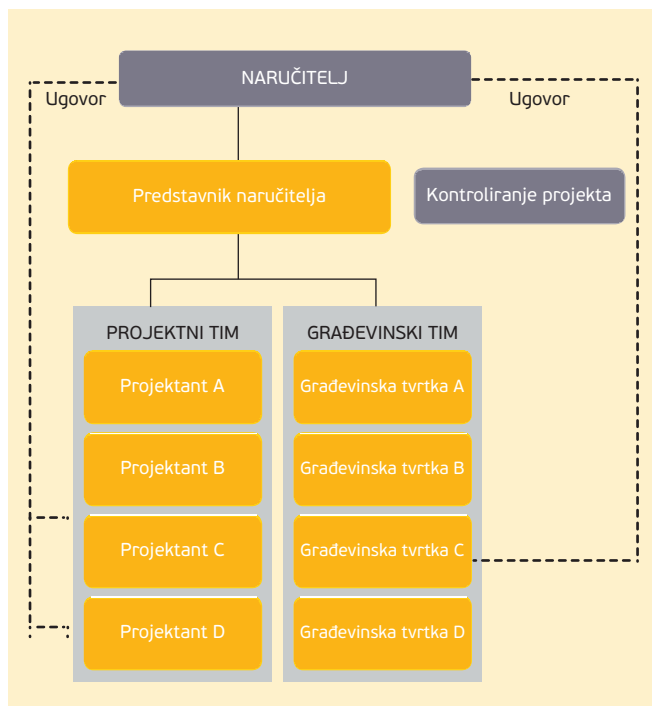 NARUČITELJ
Ugovor
Ugovor
Predstavnik naručitelja
Kontroliranje projekta
PROJEKTNI TIM
GRAĐEVINSKI TIM
Projektant A
Građevinska tvrtka A
Projektant B
Građevinska tvrtka B
Projektant C
Građevinska tvrtka C
Projektant D
Građevinska tvrtka D